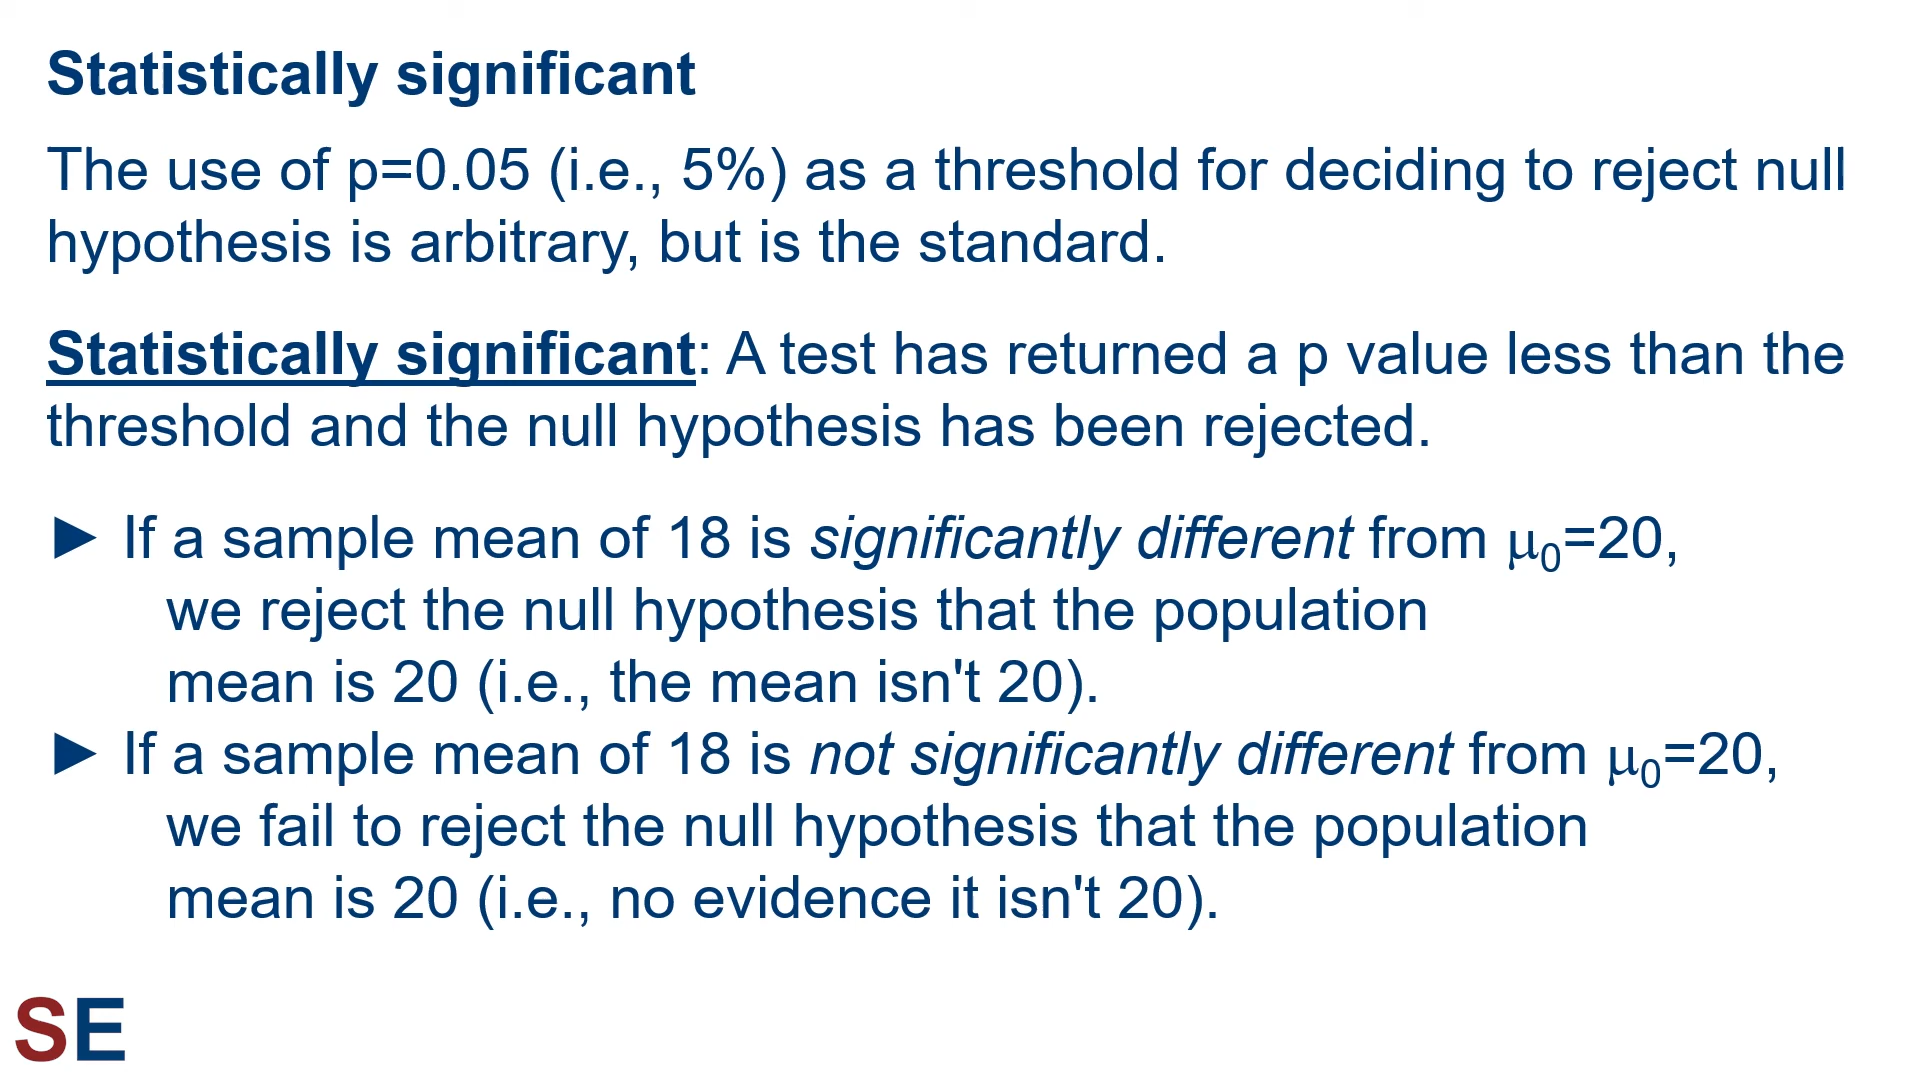 Statistically significant
The use of p=0.05 (i.e., 5%) as a threshold for deciding to reject null
hypothesis is arbitrary, but is the standard.
Statistically significant: A test has returned a p value less than the
threshold and the null hypothesis has been rejected.
► If a sample mean of 18 is significantly different from μ₀=20,
we reject the null hypothesis that the population
mean is 20 (i.e., the mean isn't 20).
► If a sample mean of 18 is not significantly different from μ₀=20,
we fail to reject the null hypothesis that the population
mean is 20 (i.e., no evidence it isn't 20).
SE